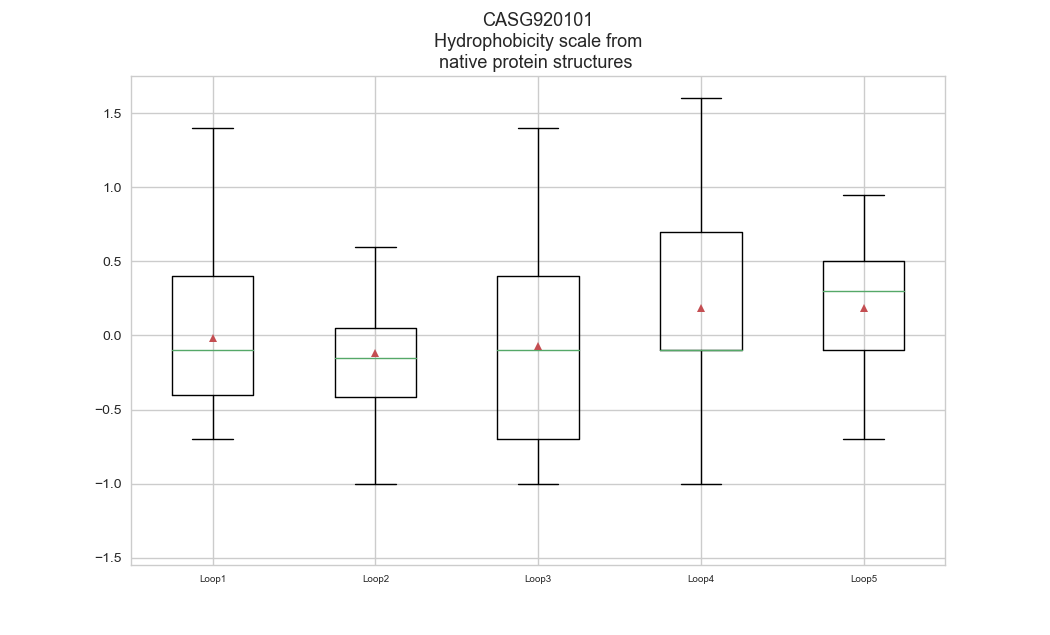 CASG920101
Hydrophobicity scale from
native protein structures
1.5
1.0
0.5
0.0
−0.5
−1.0
−1.5
Loop1 Loop2 Loop3 Loop4 Loop5